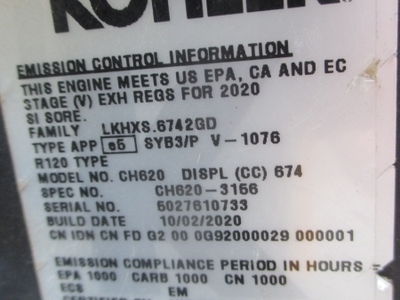 KOHLER
EMISSION CONTROL INFORMATION
THIS ENGINE MEETS US EPA, CA AND EC
STAGE (V) EXH REGS FOR 2020
SI SORE.
FAMILY LKHXS.6742GD
TYPE APP 06 SYB3/P V-1076
R120 TYPE
MODEL NO. CH620 DISPL (CC) 674
SPEC NO. CH620-3156
SERIAL NO. 5027610733
BUILD DATE 10/02/2020
CN IDN CN FD G2 00 0G92000029 000001
EMISSION COMPLIANCE PERIOD IN HOURS =
EPA 1000 CARB 1000 CN 1000
ECS EM